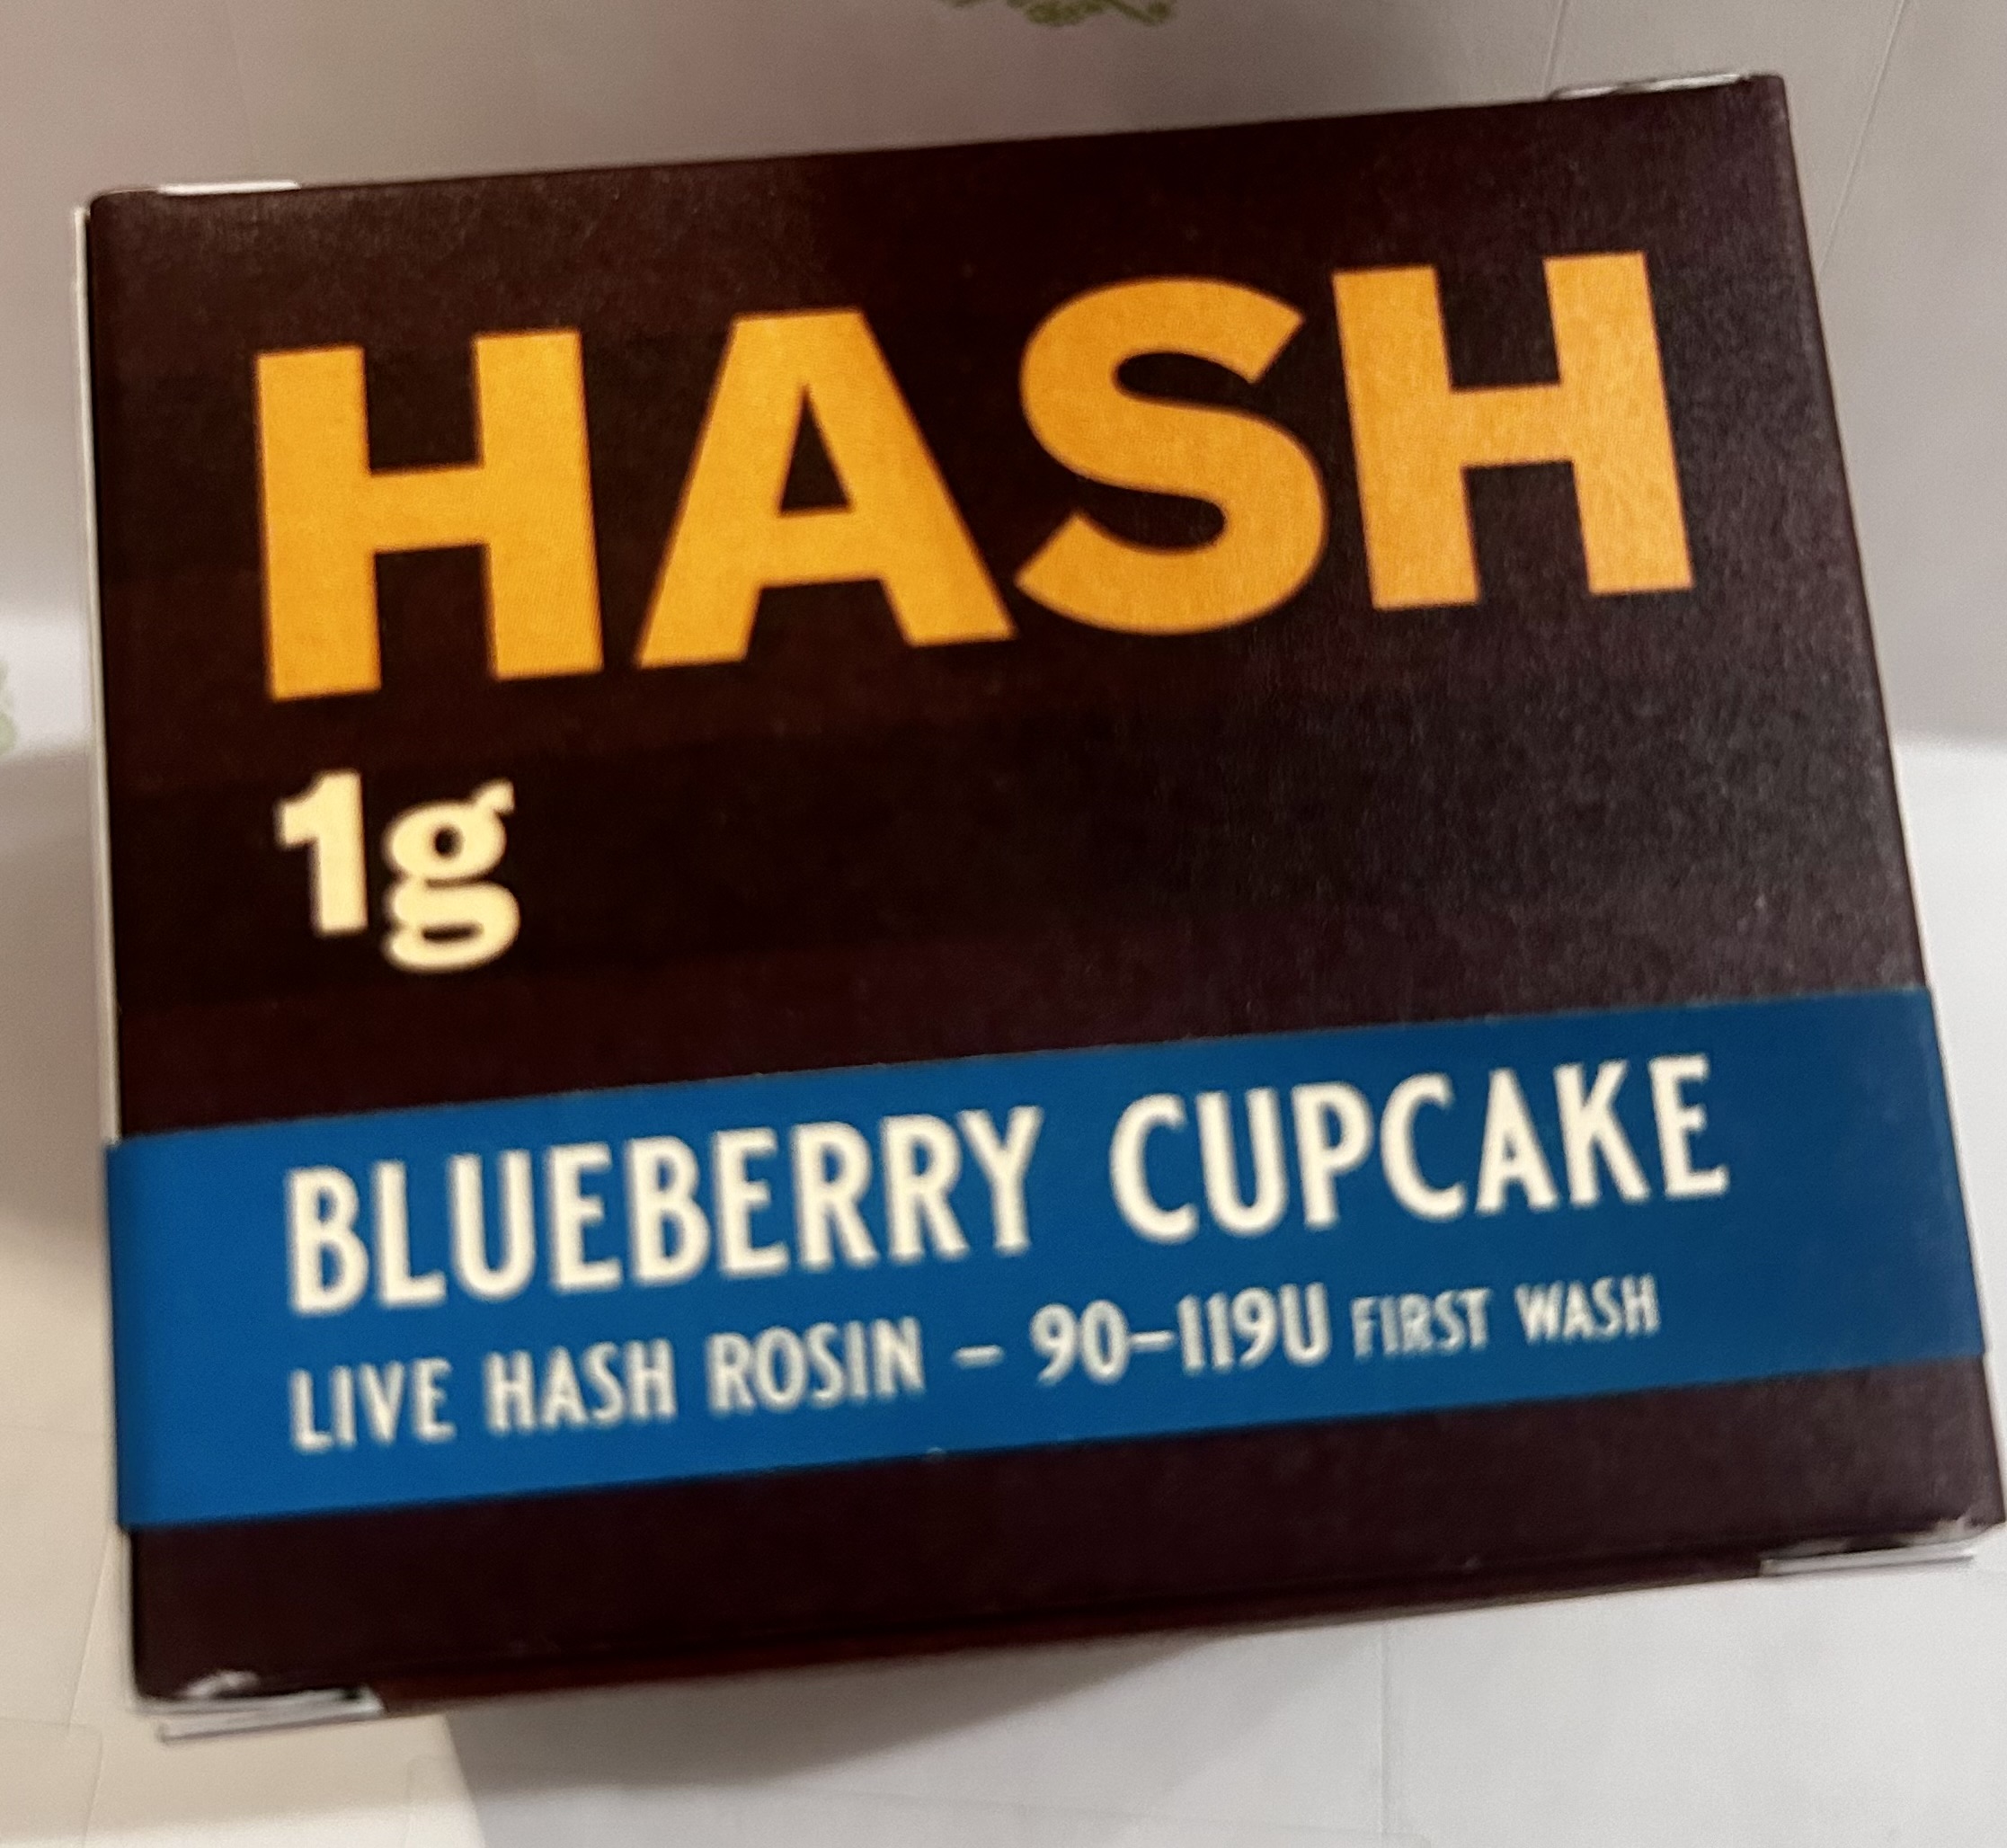 HASH
1g
BLUEBERRY CUPCAKE
LIVE HASH ROSIN – 90–119U FIRST WASH